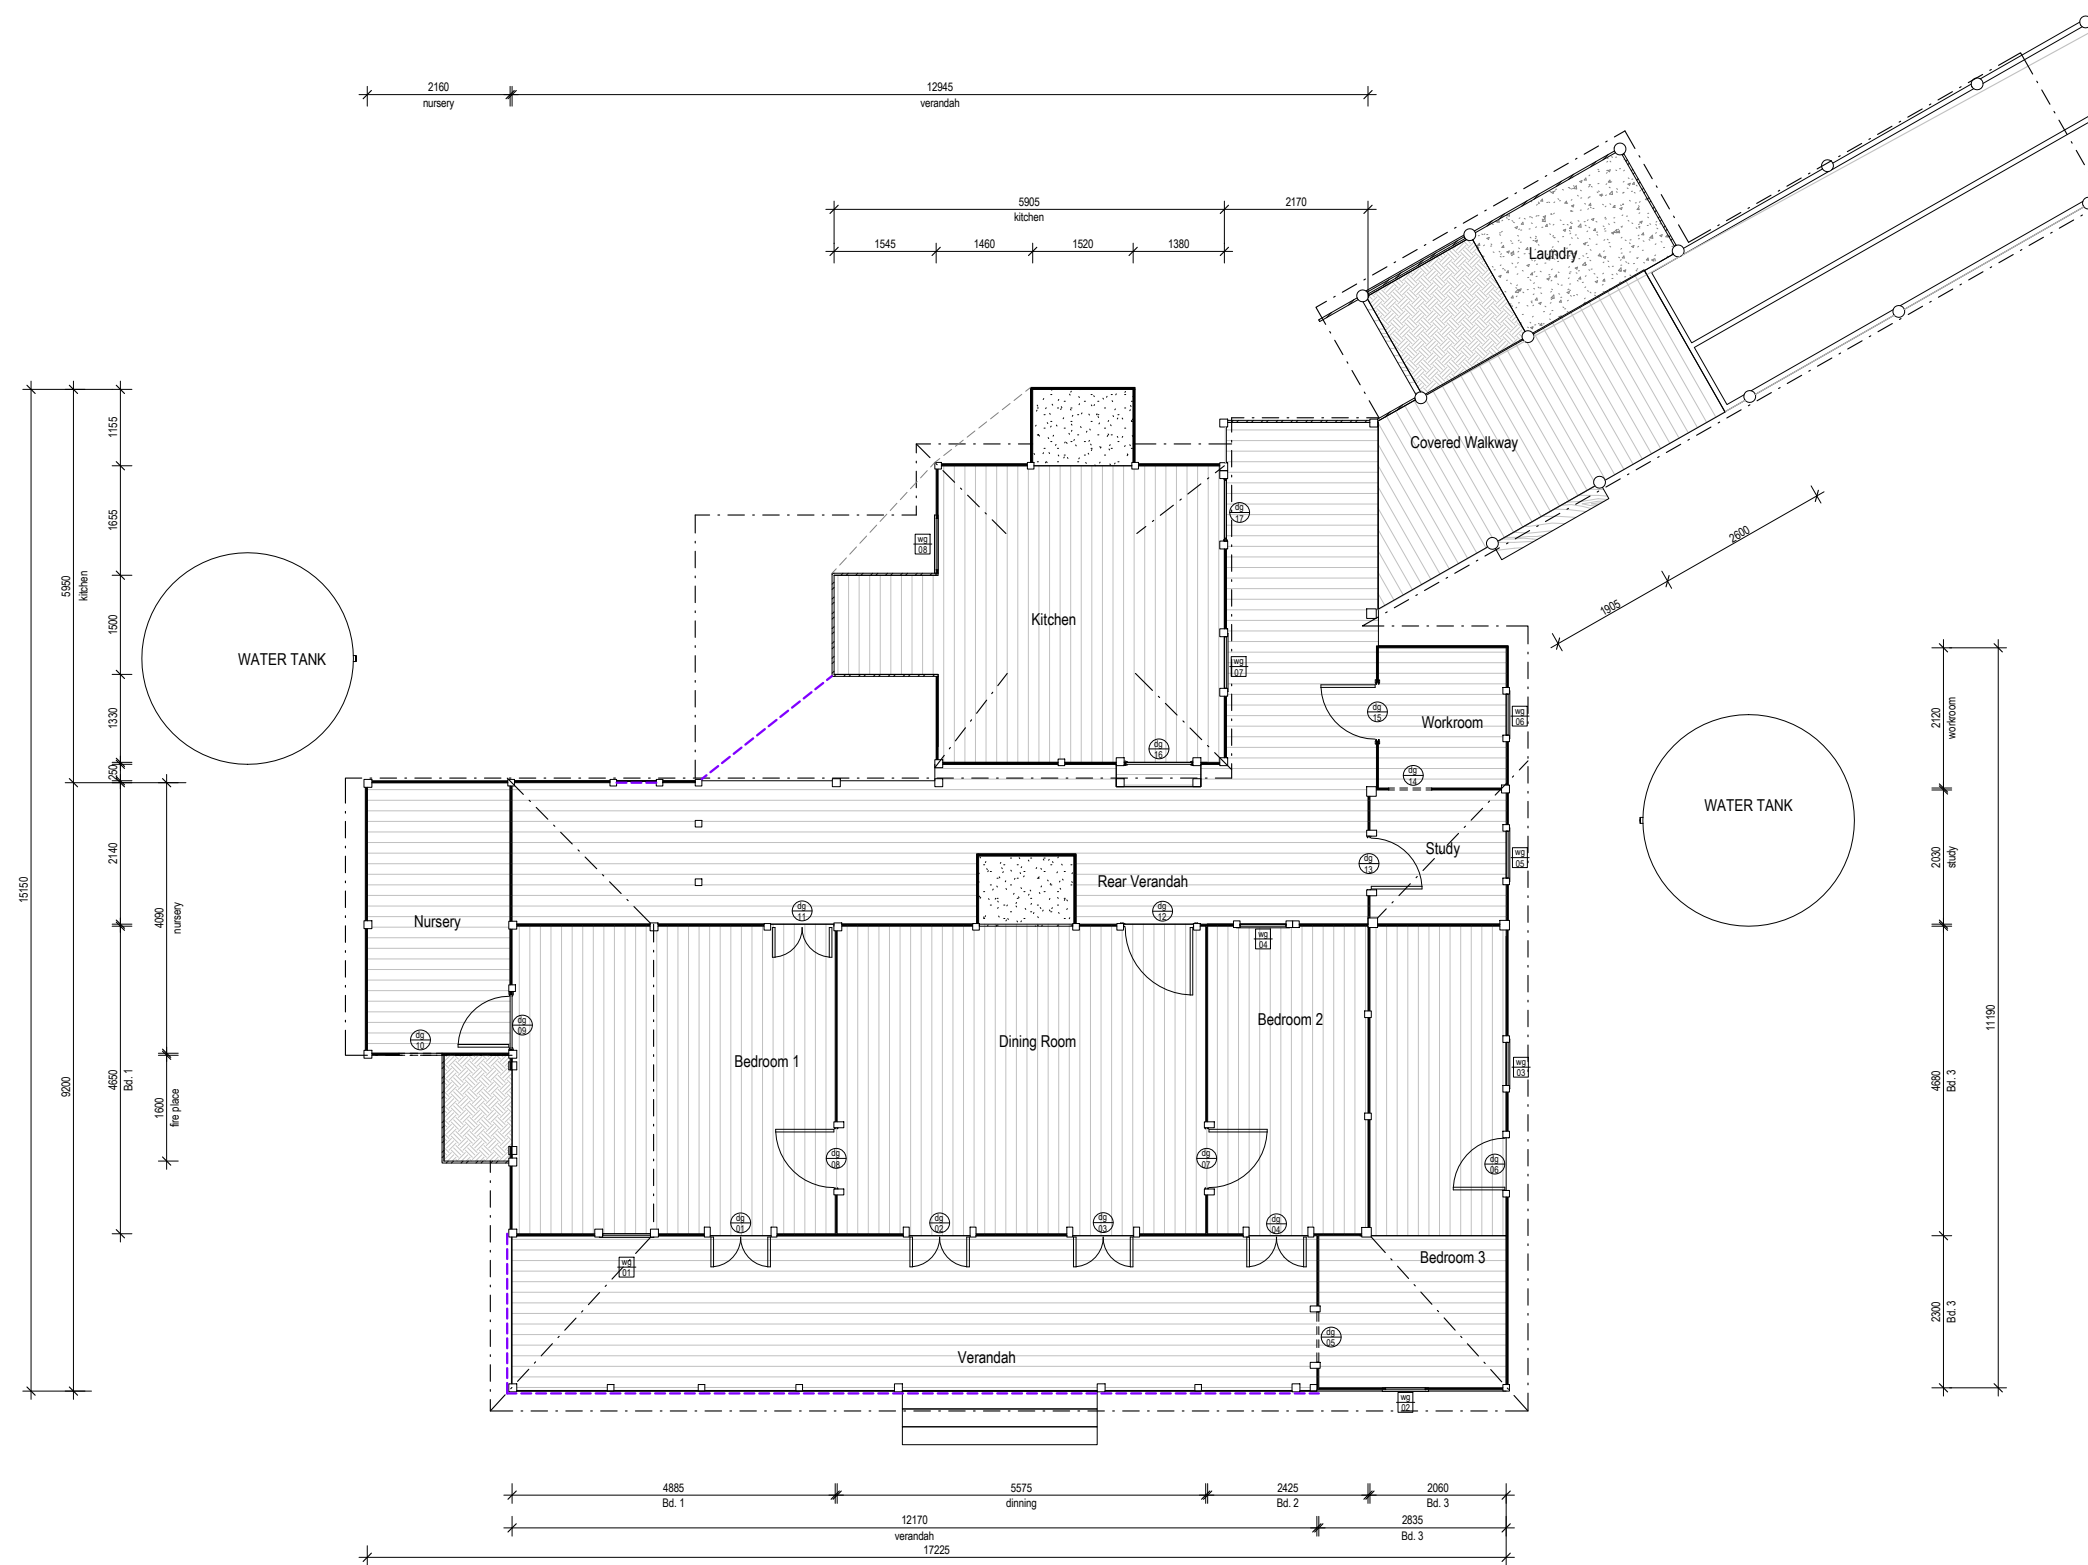 2160
nursery
12945
verandah
5905
kitchen
2170
1545
1460
1520
1380
Laundry
Covered Walkway
2600
1905
1155
1655
1500
1330
250
5950
kitchen
15150
9200
2140
4650
Bd. 1
4090
nursery
1600
fire place
WATER TANK
wg
08
dg
17
Kitchen
wg
07
dg
16
dg
15
Workroom
wg
06
dg
14
Study
dg
13
wg
05
WATER TANK
2120
workroom
2030
study
4680
Bd. 3
2300
Bd. 3
11190
Rear Verandah
Nursery
dg
11
dg
12
wg
04
dg
10
dg
09
Bedroom 1
Dining Room
Bedroom 2
wg
03
dg
08
dg
07
dg
06
dg
01
dg
02
dg
03
dg
04
wg
01
Bedroom 3
dg
05
Verandah
wg
02
4885
Bd. 1
5575
dinning
2425
Bd. 2
2060
Bd. 3
12170
verandah
2835
Bd. 3
17225